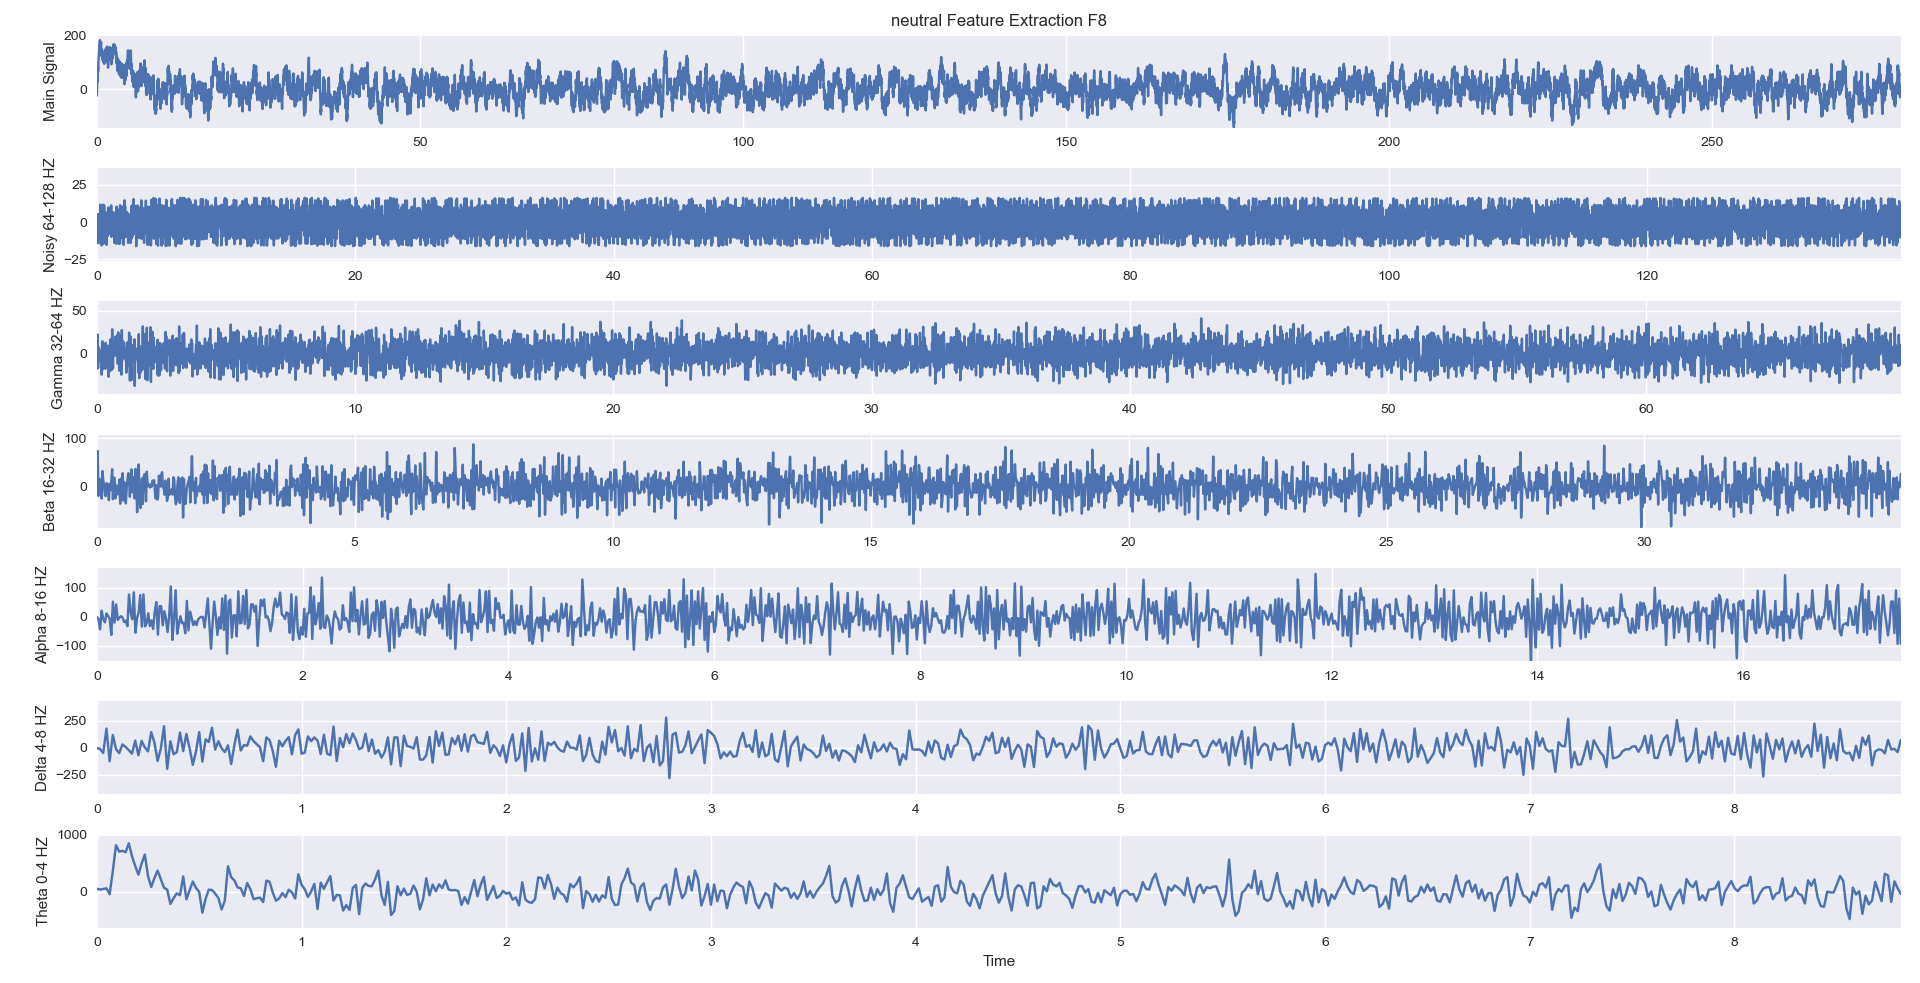 neutral Feature Extraction F8
Main Signal
200
0
0 50 100 150 200 250
Noisy 64-128 HZ
25
0
−25
0 20 40 60 80 100 120
Gamma 32-64 HZ
50
0
0 10 20 30 40 50 60
Beta 16-32 HZ
100
0
0 5 10 15 20 25 30
Alpha 8-16 HZ
100
0
−100
0 2 4 6 8 10 12 14 16
Delta 4-8 HZ
250
0
−250
0 1 2 3 4 5 6 7 8
Theta 0-4 HZ
1000
0
0 1 2 3 4 5 6 7 8
Time